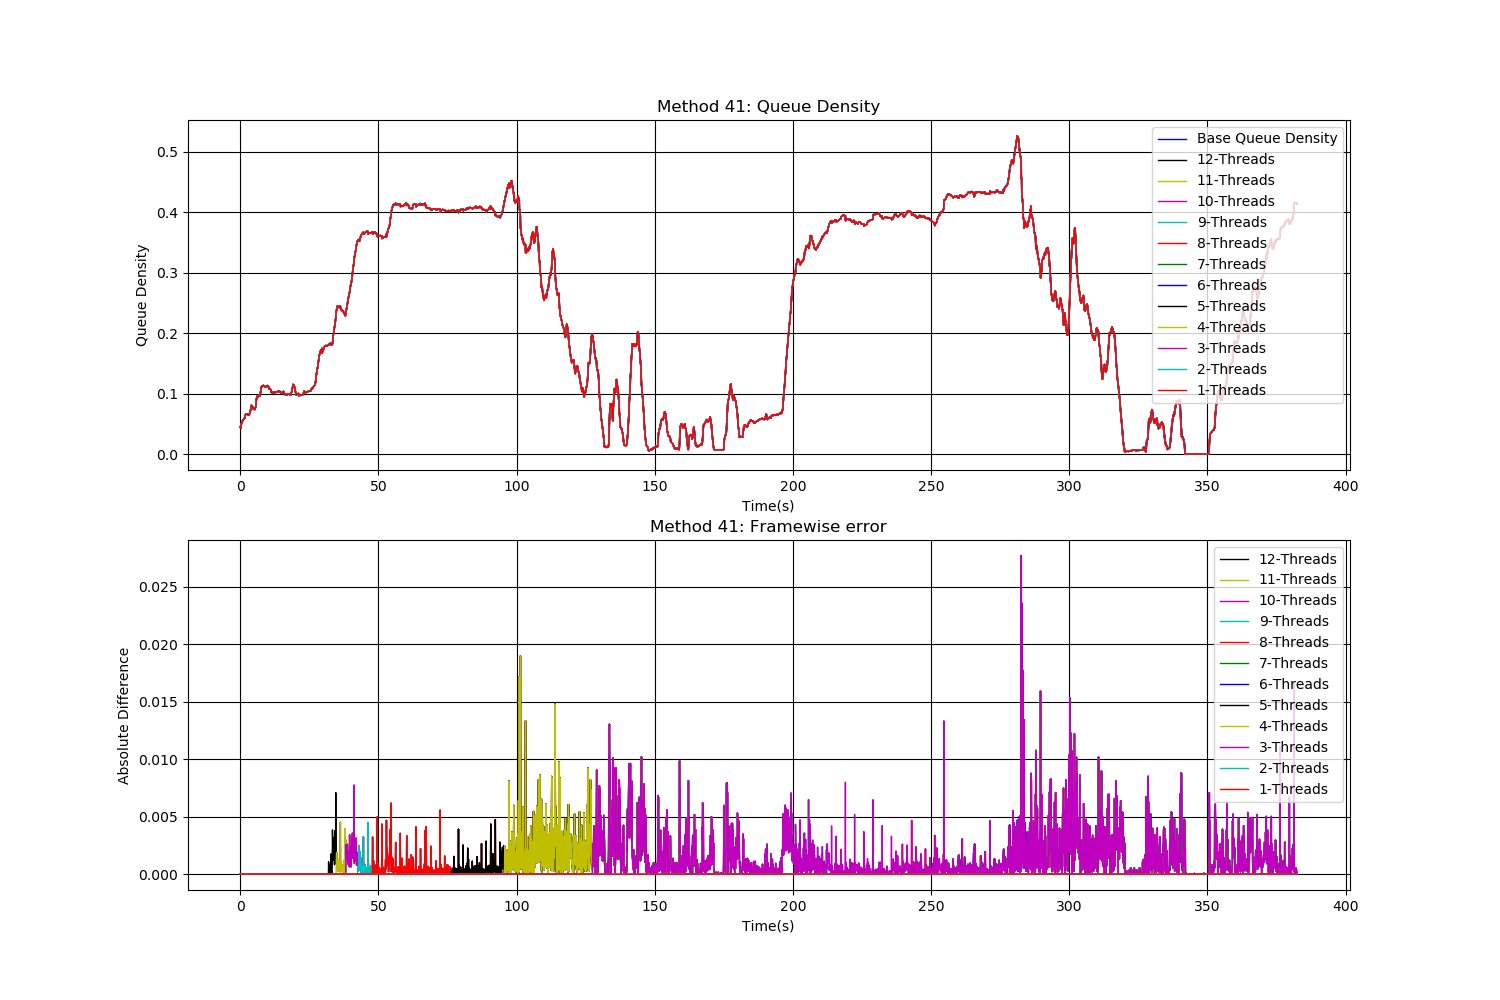 Method 41: Queue Density
Queue Density
0.5
0.4
0.3
0.2
0.1
0.0
Base Queue Density
12-Threads
11-Threads
10-Threads
9-Threads
8-Threads
7-Threads
6-Threads
5-Threads
4-Threads
3-Threads
2-Threads
1-Threads
0 50 100 150 200 250 300 350 400
Time(s)
Method 41: Framewise error
Absolute Difference
0.025
0.020
0.015
0.010
0.005
0.000
12-Threads
11-Threads
10-Threads
9-Threads
8-Threads
7-Threads
6-Threads
5-Threads
4-Threads
3-Threads
2-Threads
1-Threads
0 50 100 150 200 250 300 350 400
Time(s)